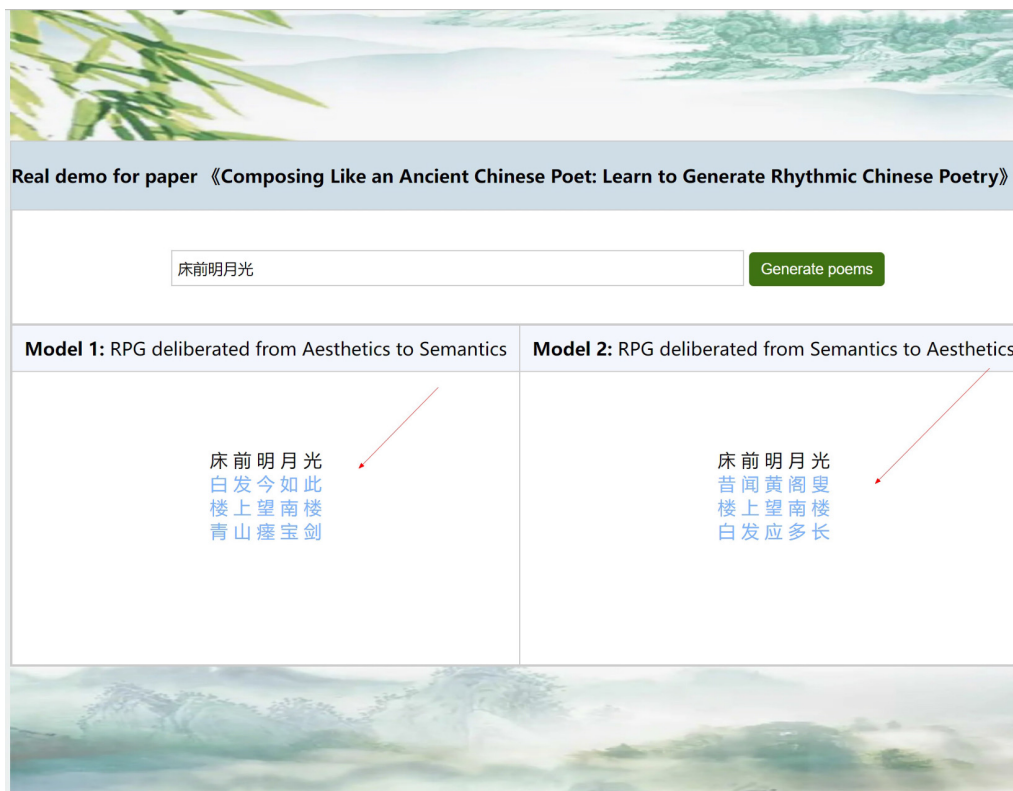 Real demo for paper 《Composing Like an Ancient Chinese Poet: Learn to Generate Rhythmic Chinese Poetry》
床前明月光
Generate poems
Model 1: RPG deliberated from Aesthetics to Semantics
Model 2: RPG deliberated from Semantics to Aesthetics
床前明月光
白发今如此
楼上望南楼
青山瘗宝剑
床前明月光
昔闻黄阁叟
楼上望南楼
白发应多长